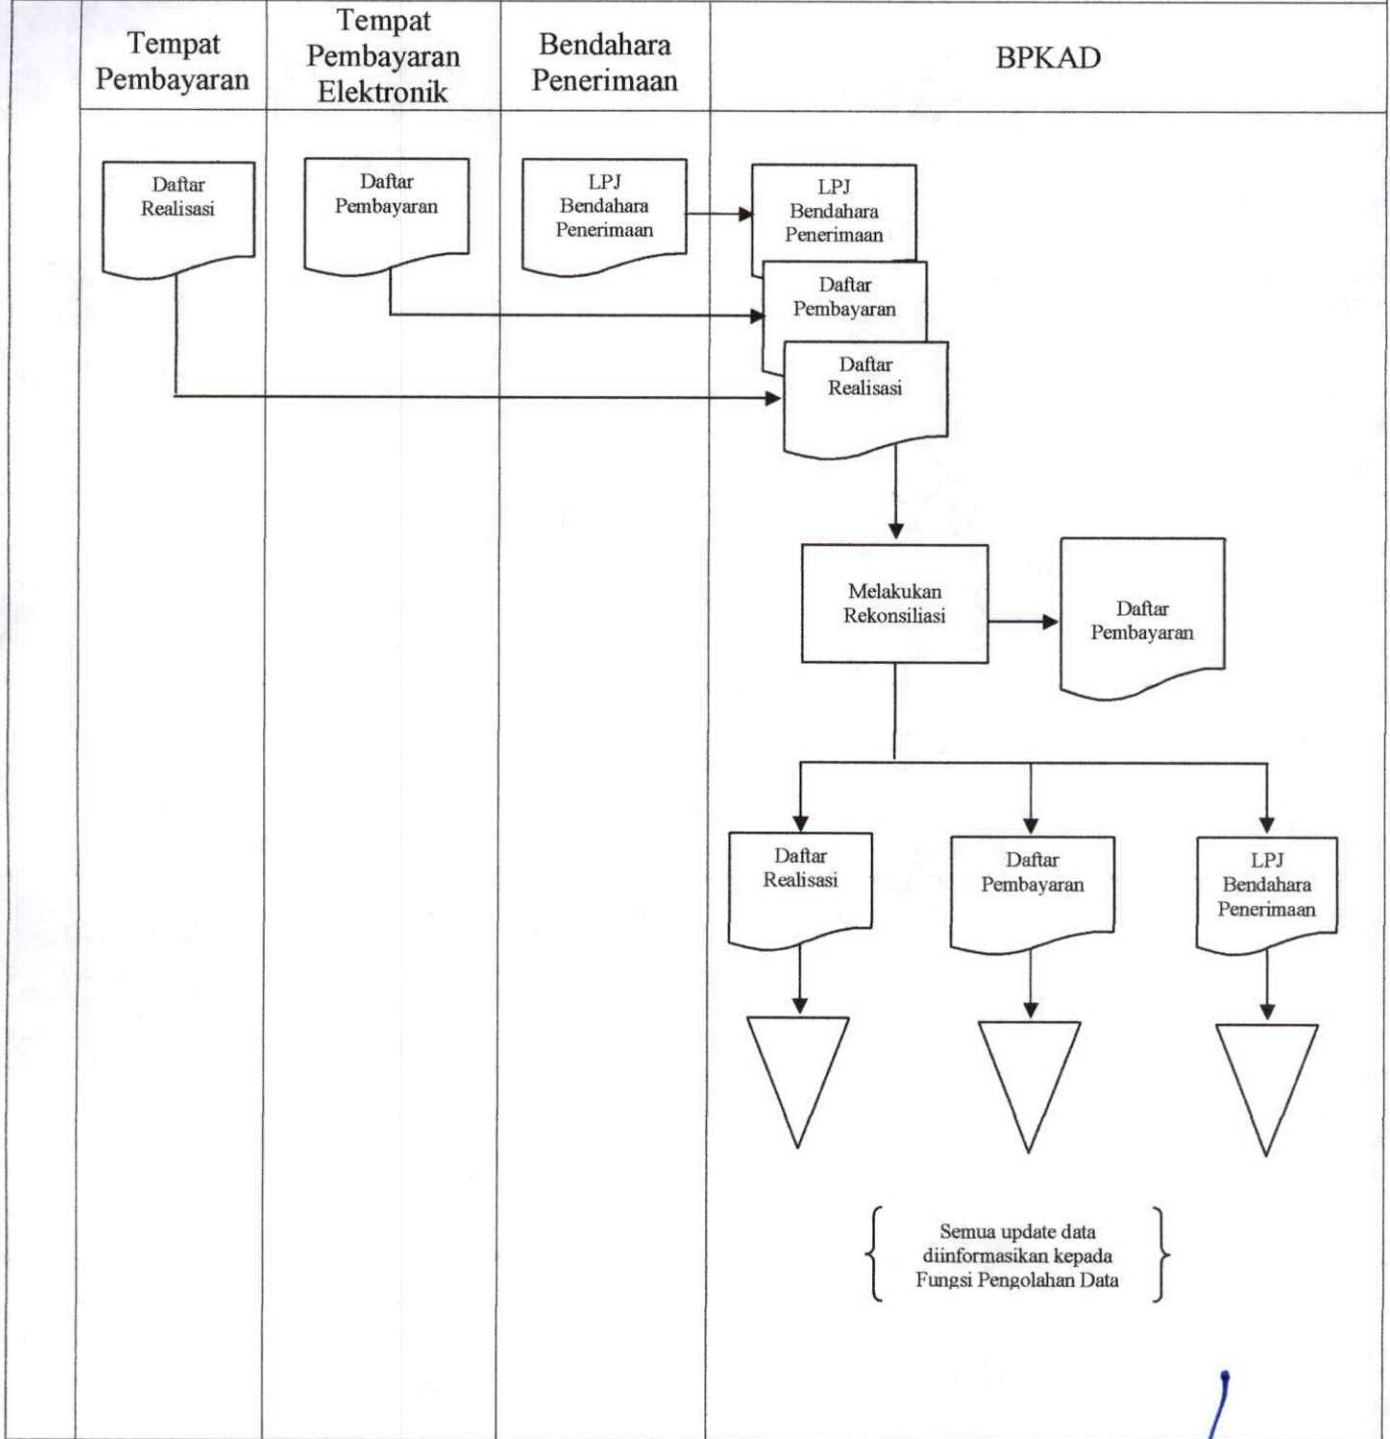 Tempat
Pembayaran
Tempat
Pembayaran
Elektronik
Bendahara
Penerimaan
BPKAD
Daftar
Realisasi
Daftar
Pembayaran
LPJ
Bendahara
Penerimaan
LPJ
Bendahara
Penerimaan
Daftar
Pembayaran
Daftar
Realisasi
Melakukan
Rekonsiliasi
Daftar
Pembayaran
Daftar
Realisasi
Daftar
Pembayaran
LPJ
Bendahara
Penerimaan
Semua update data
diinformasikan kepada
Fungsi Pengolahan Data